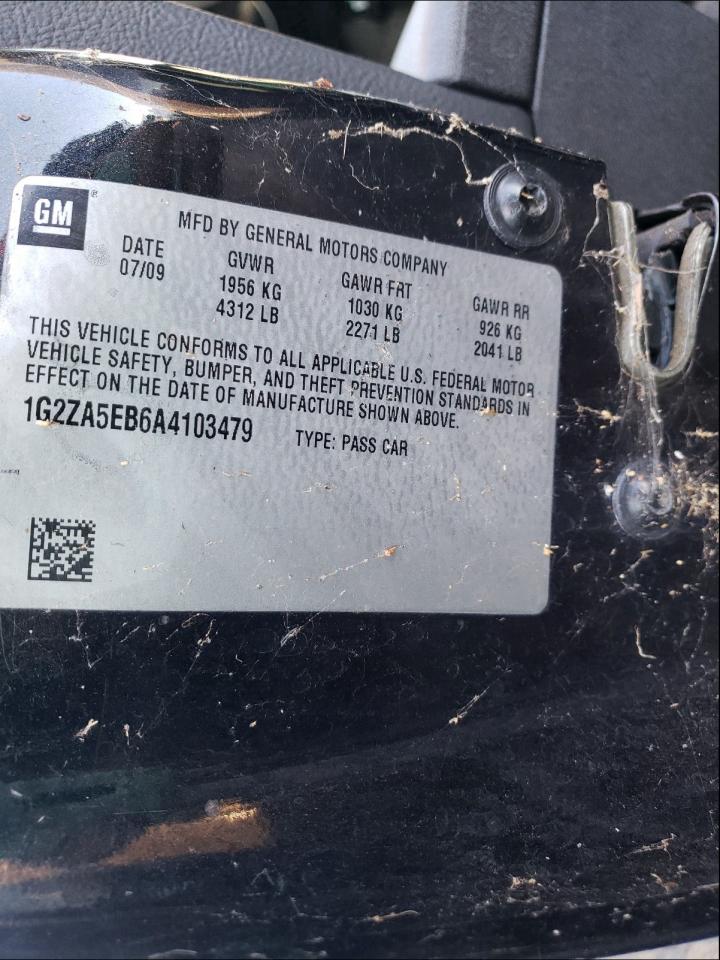 GM ®
MFD BY GENERAL MOTORS COMPANY
DATE GVWR GAWR FRT GAWR RR
07/09 1956 KG 1030 KG 926 KG
4312 LB 2271 LB 2041 LB
THIS VEHICLE CONFORMS TO ALL APPLICABLE U.S. FEDERAL MOTOR
VEHICLE SAFETY, BUMPER, AND THEFT PREVENTION STANDARDS IN
EFFECT ON THE DATE OF MANUFACTURE SHOWN ABOVE.
1G2ZA5EB6A4103479 TYPE: PASS CAR